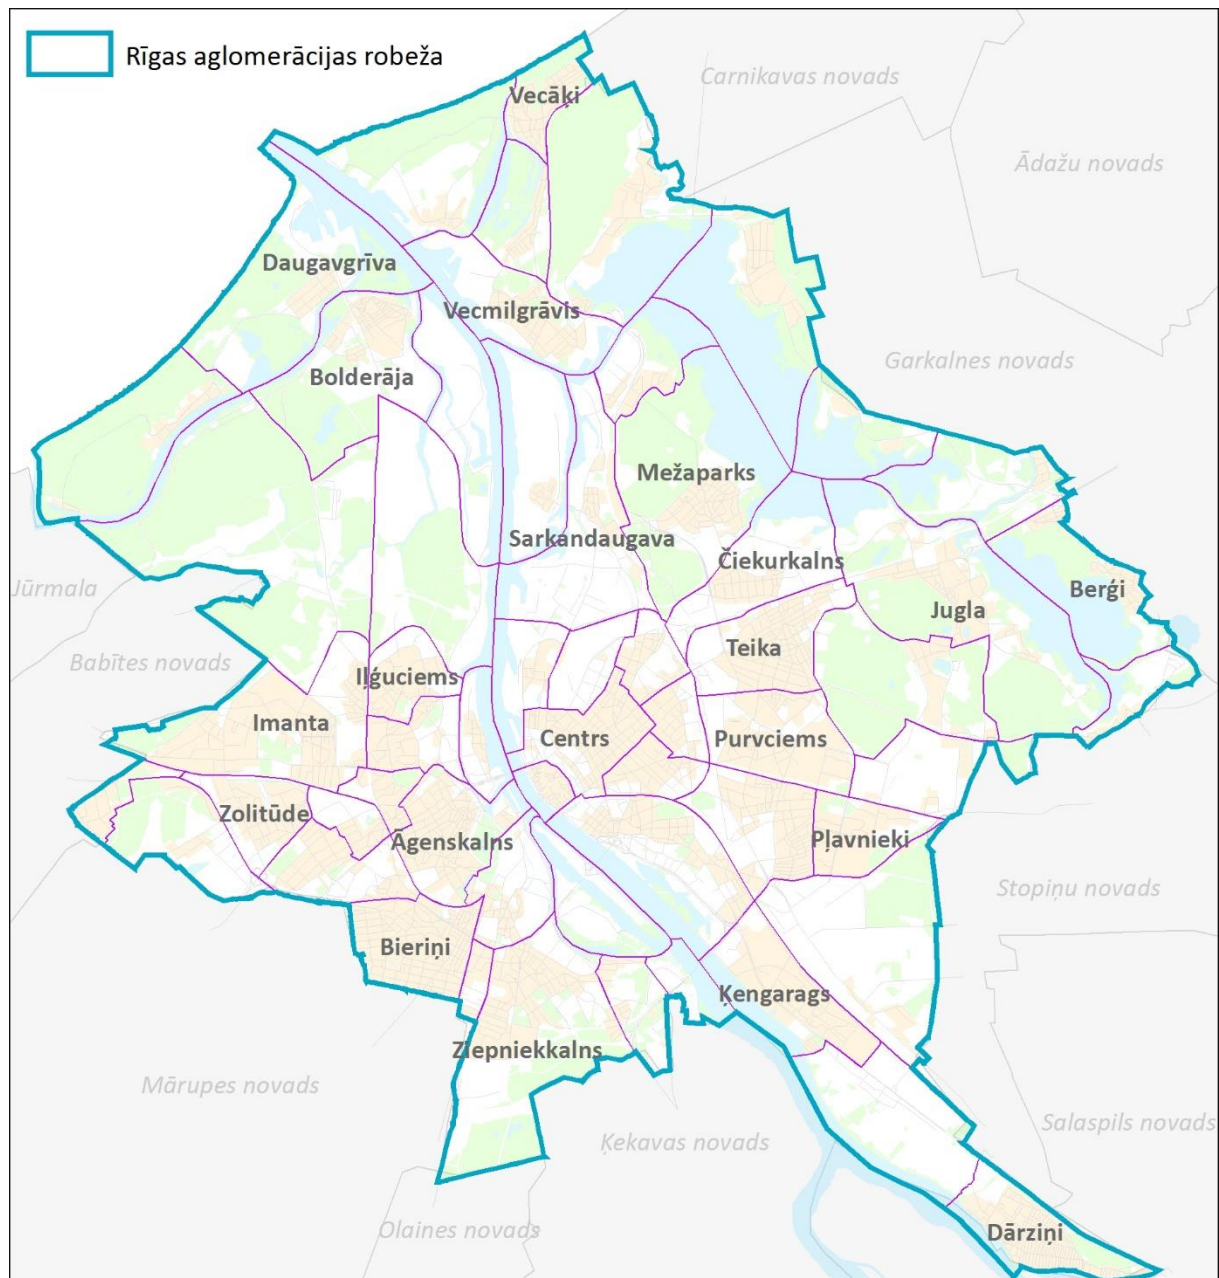 Rīgas aglomerācijas robeža
Carnikavas novads
Vecāķi
Ādažu novads
Daugavgrīva
Vecmilgrāvis
Garkalnes novads
Bolderāja
Mežaparks
Sarkandaugava
Čiekurkalns
Jūrmala
Berģi
Jugla
Teika
Babītes novads
Iļģuciems
Imanta
Centrs
Purvciems
Zolitūde
Āgenskalns
Pļavnieki
Stopiņu novads
Bieriņi
Ķengarags
Ziepniekkalns
Mārupes novads
Salaspils novads
Ķekavas novads
Olaines novads
Dārziņi